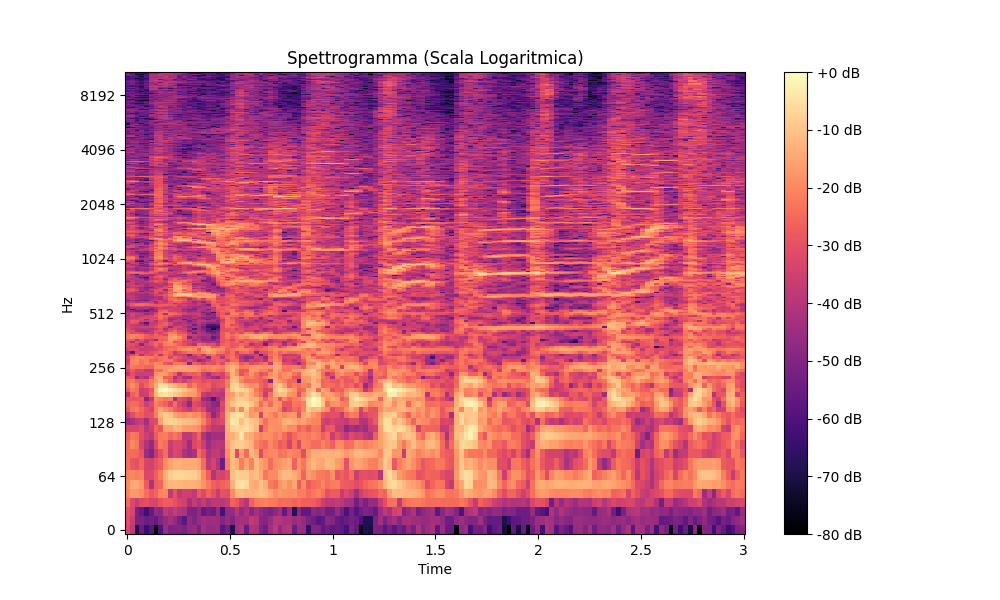 Spettrogramma (Scala Logaritmica)
Hz
8192
4096
2048
1024
512
256
128
64
0
0
0.5
1
1.5
2
2.5
3
Time
+0 dB
-10 dB
-20 dB
-30 dB
-40 dB
-50 dB
-60 dB
-70 dB
-80 dB